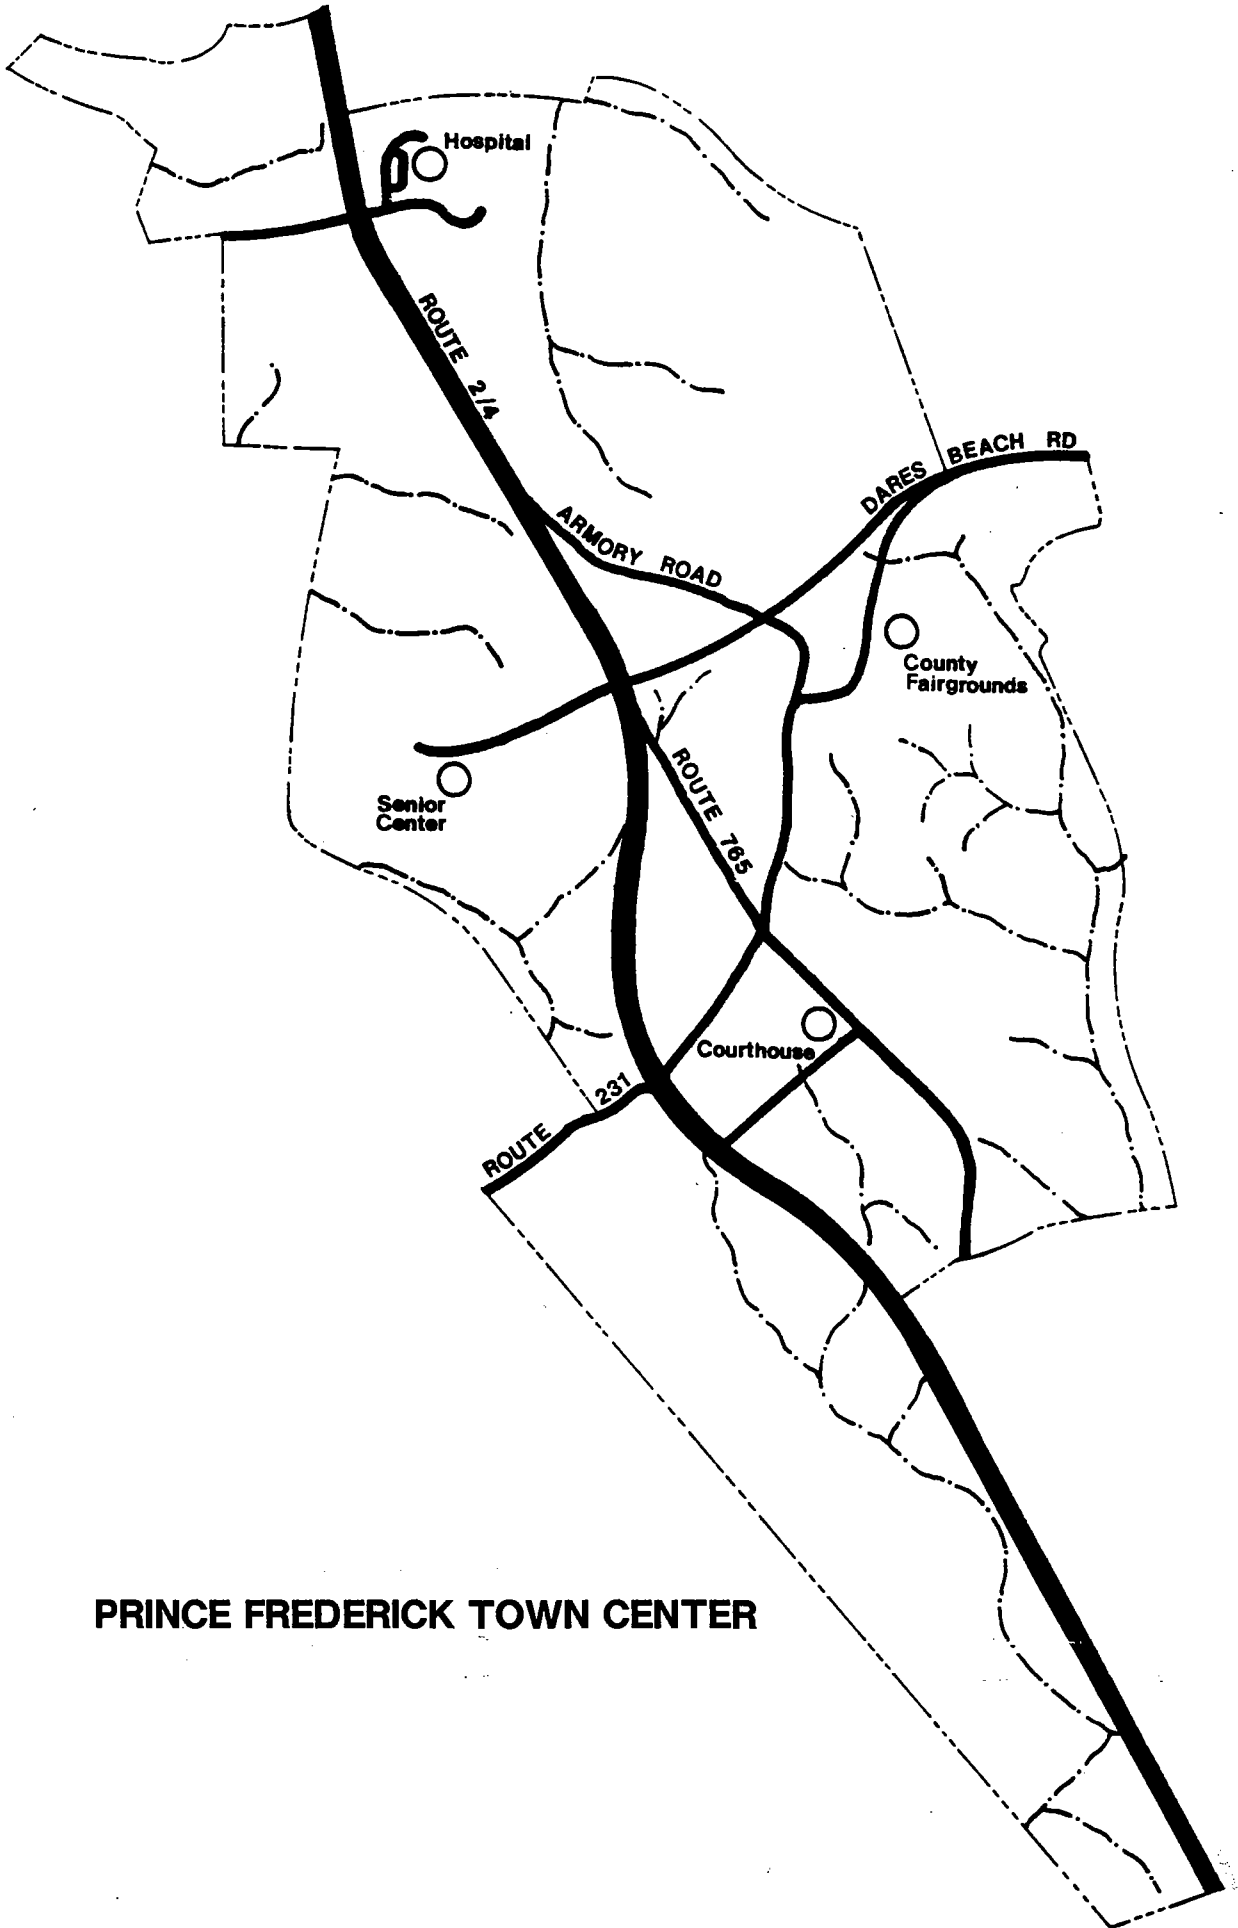 Hospital
ROUTE 2/4
DARES BEACH RD
ARMORY ROAD
County
Fairgrounds
ROUTE 765
Senior
Center
Courthouse
ROUTE 231
PRINCE FREDERICK TOWN CENTER